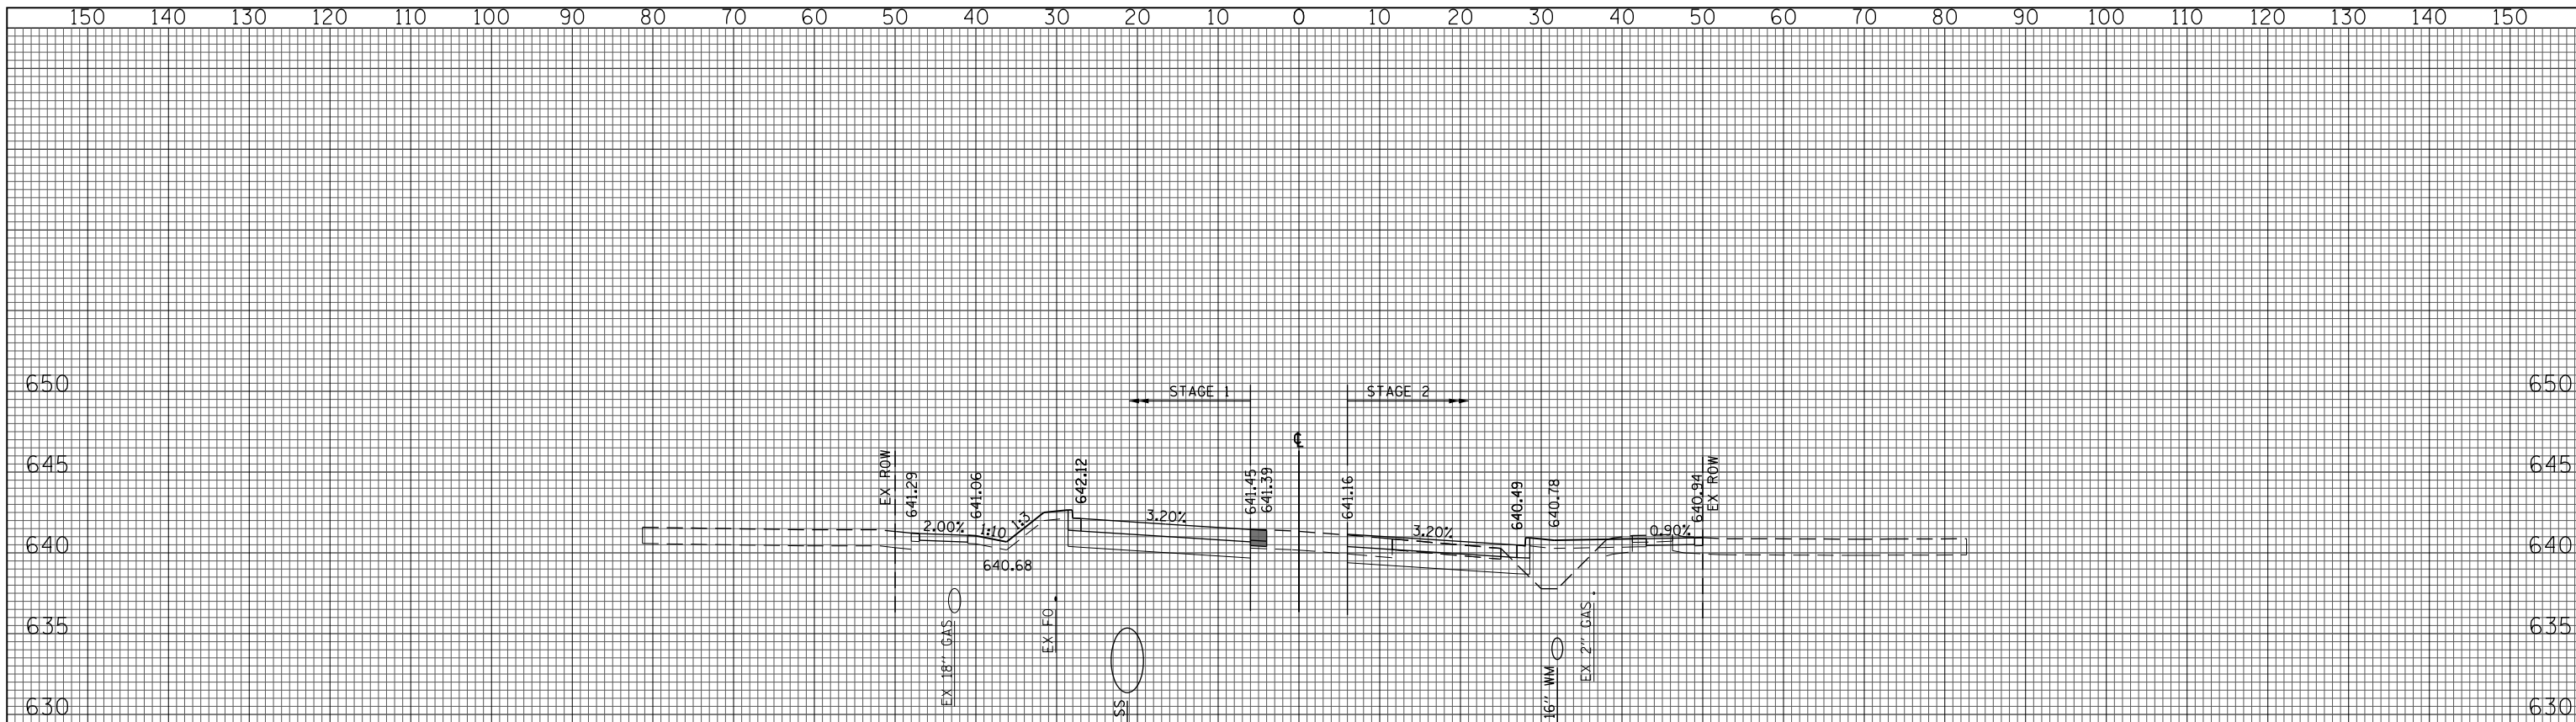 150 140 130 120 110 100 90 80 70 60 50 40 30 20 10 0 10 20 30 40 50 60 70 80 90 100 110 120 130 140 150
650 650
STAGE 1 STAGE 2
℄
645 645
EX ROW
641.29
641.06
642.12
641.45
641.39
641.16
640.49
640.78
640.94
EX ROW
2.00% 1:10 1:3 3.20% 3.20% 0.90%
640 640
640.68
635 635
EX 18" GAS
EX FO
SS
16" WM
EX 2" GAS
630 630